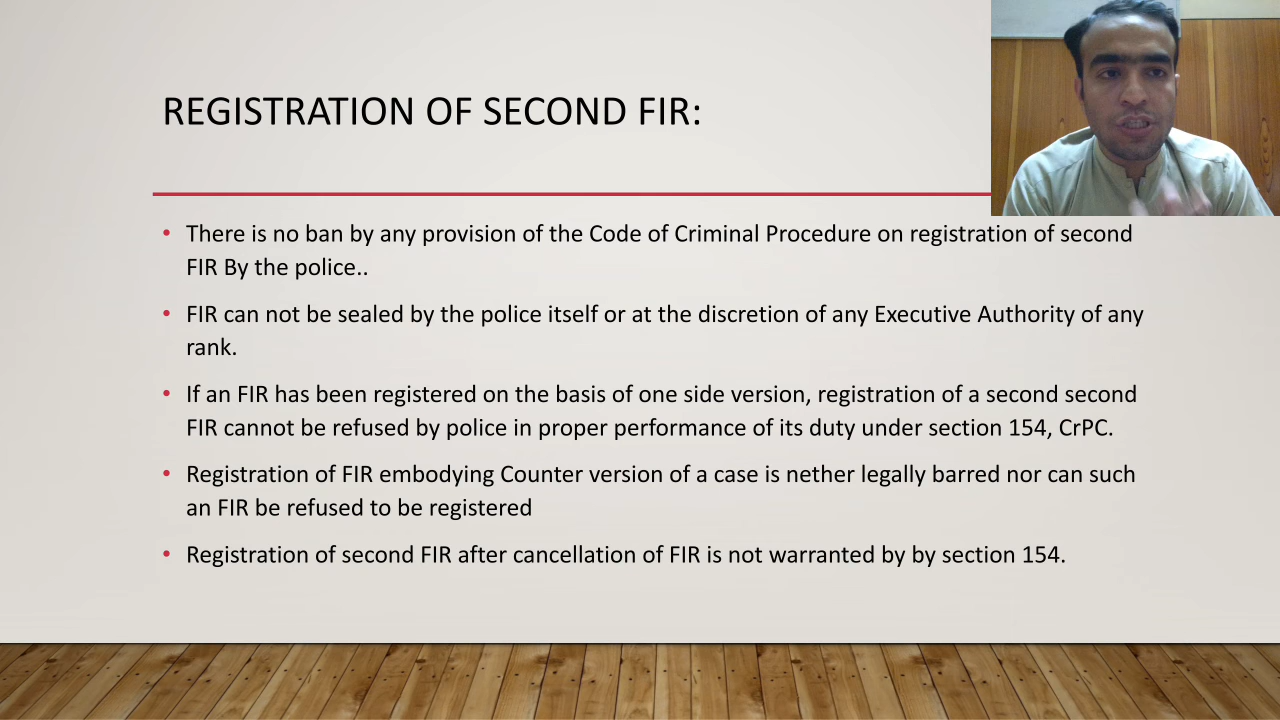 REGISTRATION OF SECOND FIR:
• There is no ban by any provision of the Code of Criminal Procedure on registration of second
FIR By the police..
• FIR can not be sealed by the police itself or at the discretion of any Executive Authority of any
rank.
• If an FIR has been registered on the basis of one side version, registration of a second second
FIR cannot be refused by police in proper performance of its duty under section 154, CrPC.
• Registration of FIR embodying Counter version of a case is nether legally barred nor can such
an FIR be refused to be registered
• Registration of second FIR after cancellation of FIR is not warranted by by section 154.